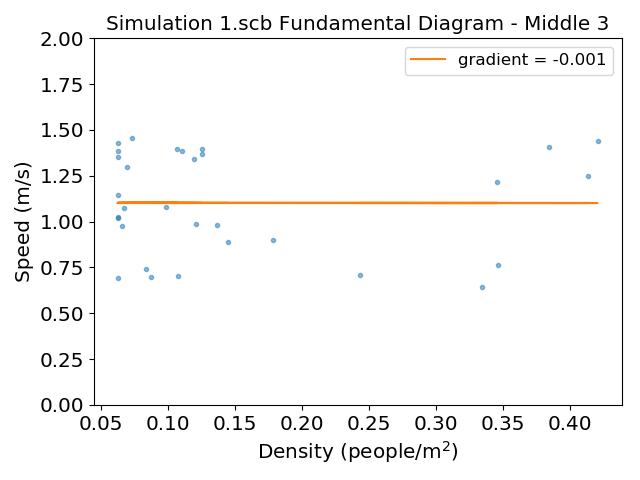 Simulation 1.scb Fundamental Diagram - Middle 3
2.00
1.75
1.50
1.25
1.00
0.75
0.50
0.25
0.00
Speed (m/s)
gradient = -0.001
0.05 0.10 0.15 0.20 0.25 0.30 0.35 0.40
Density (people/m²)